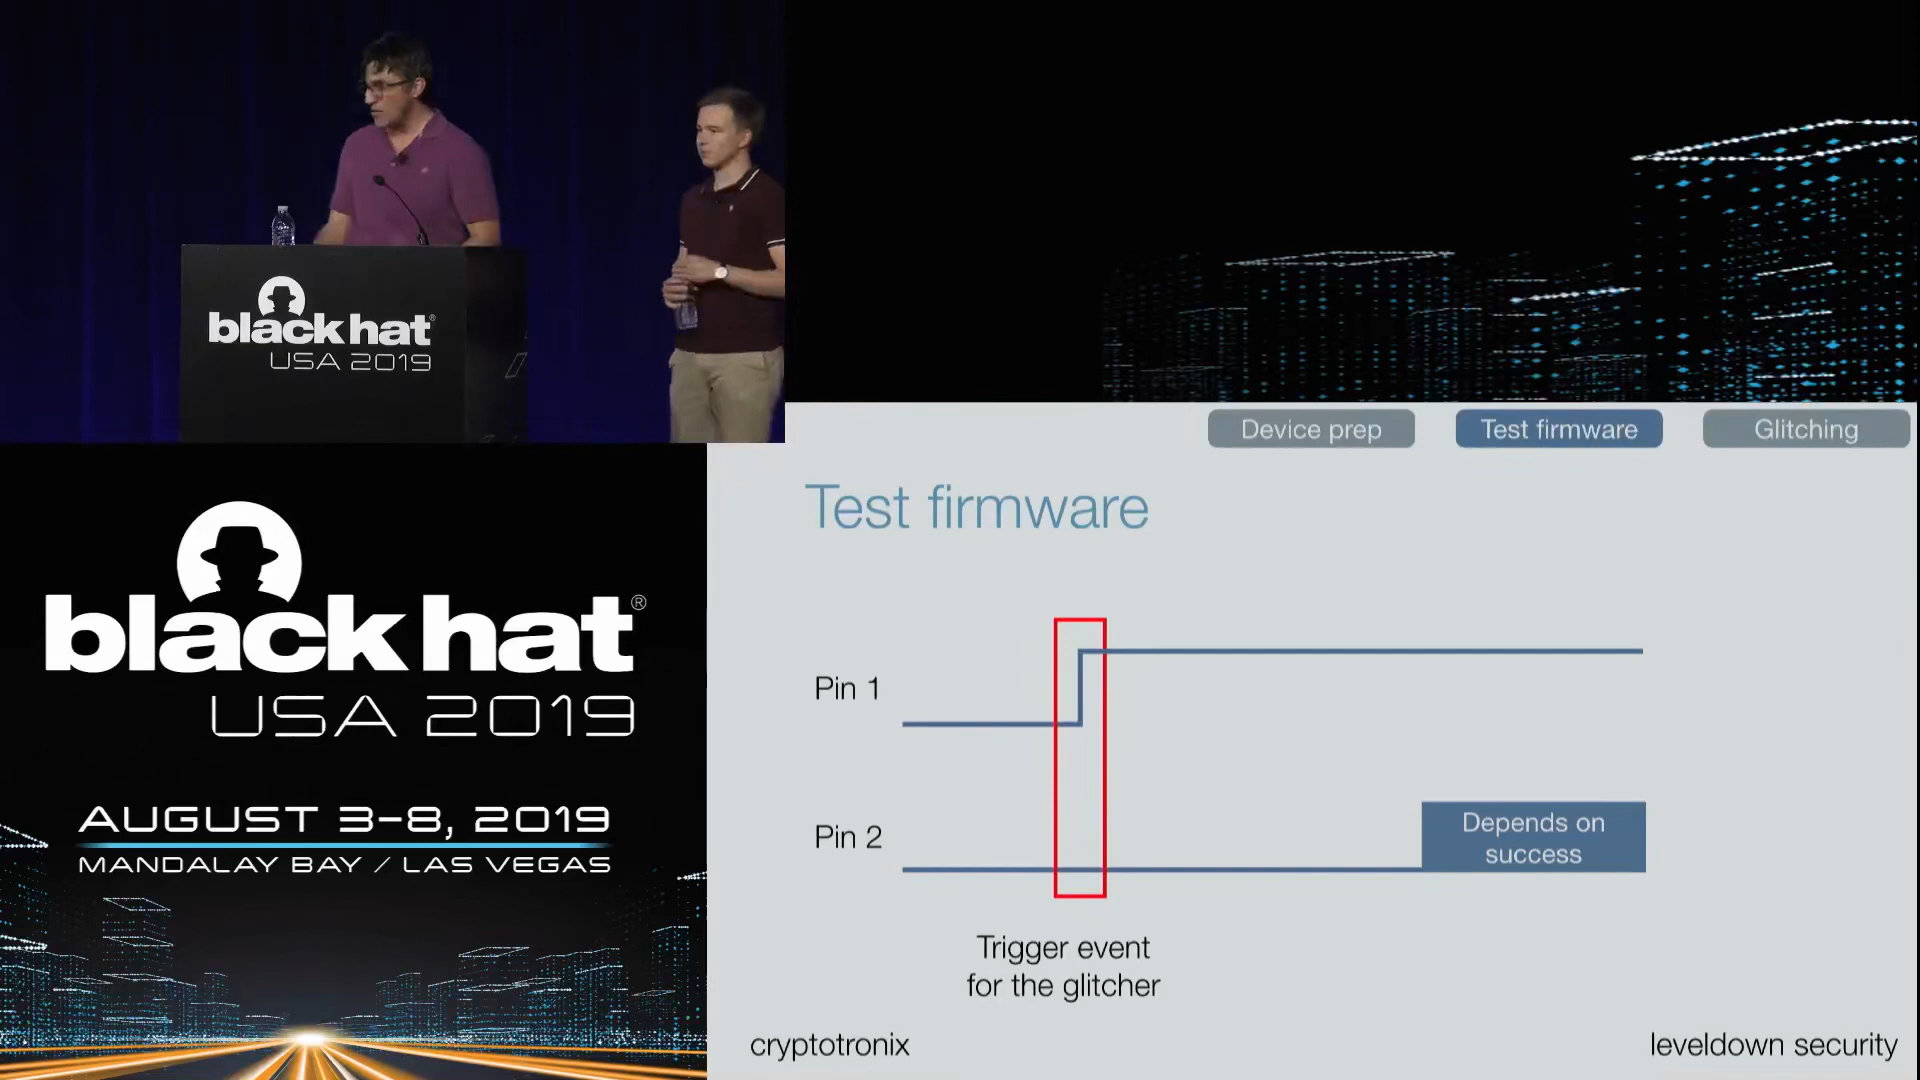 black hat®
USA 2019
Device prep
Test firmware
Glitching
Test firmware
black hat®
USA 2019
AUGUST 3-8, 2019
MANDALAY BAY / LAS VEGAS
Pin 1
Pin 2
Depends on
success
Trigger event
for the glitcher
cryptotronix
leveldown security